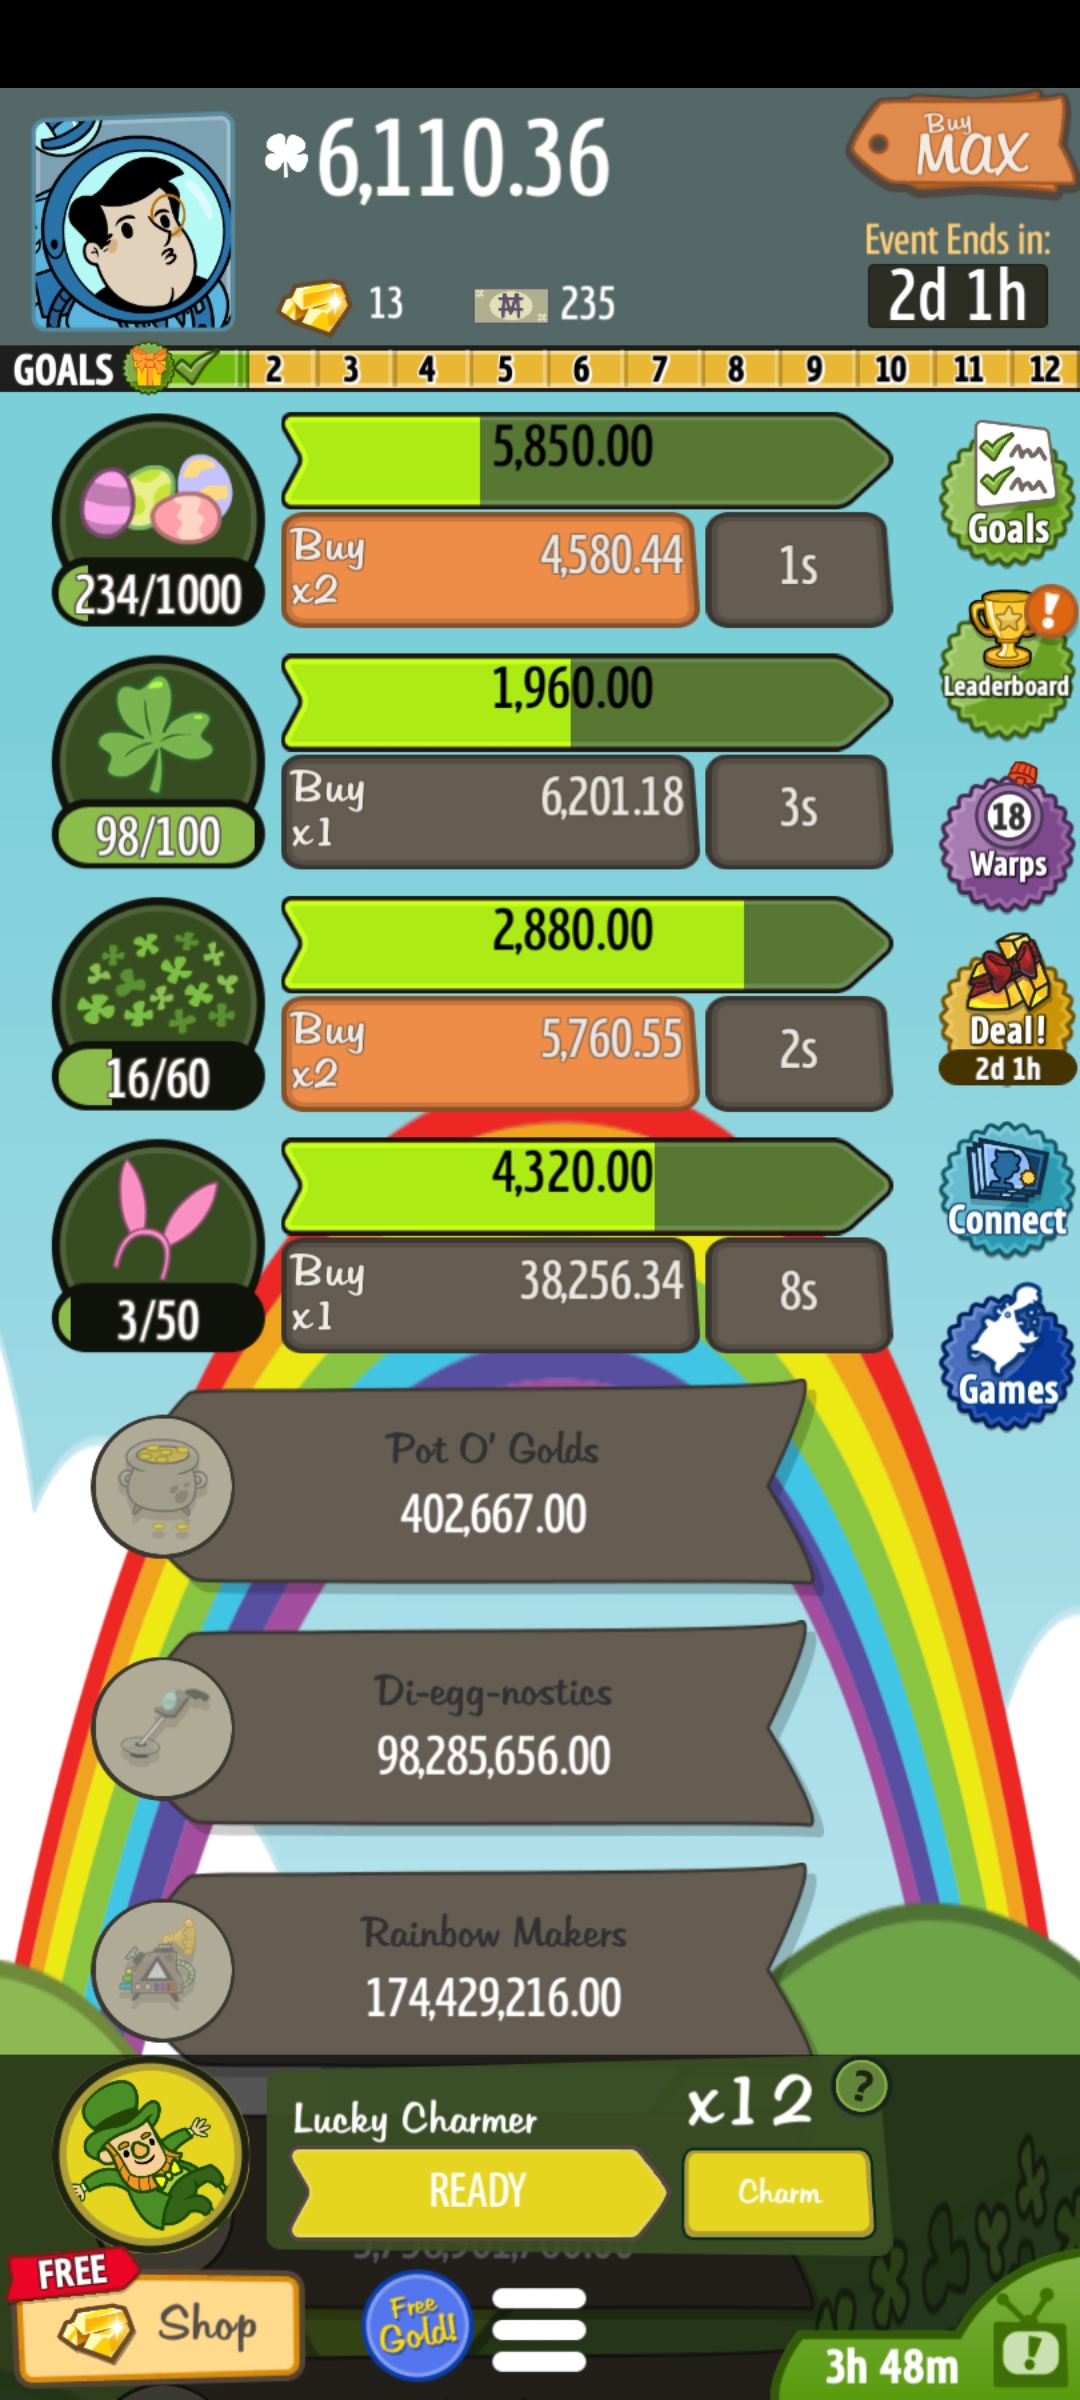 6,110.36
Buy
MAX
Event Ends in:
2d 1h
13
235
GOALS 2 3 4 5 6 7 8 9 10 11 12
5,850.00
Buy
x2
4,580.44
1s
234/1000
Goals
1,960.00
Buy
x1
6,201.18
3s
98/100
Leaderboard
18
Warps
2,880.00
Buy
x2
5,760.55
2s
16/60
Deal!
2d 1h
4,320.00
Buy
x1
38,256.34
8s
3/50
Connect
Games
Pot O' Golds
402,667.00
Di-egg-nostics
98,285,656.00
Rainbow Makers
174,429,216.00
Lucky Charmer
x12
?
READY
Charm
FREE
Shop
Free
Gold!
3h 48m